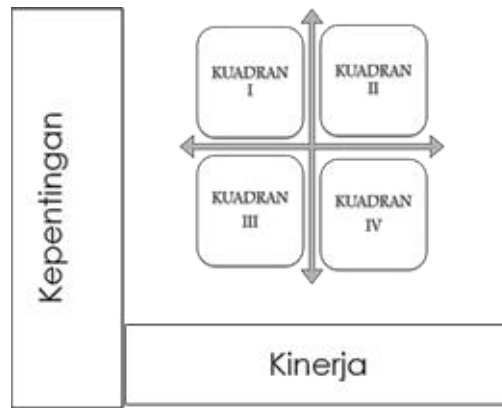 Kepentingan
KUADRAN
I
KUADRAN
II
KUADRAN
III
KUADRAN
IV
Kinerja